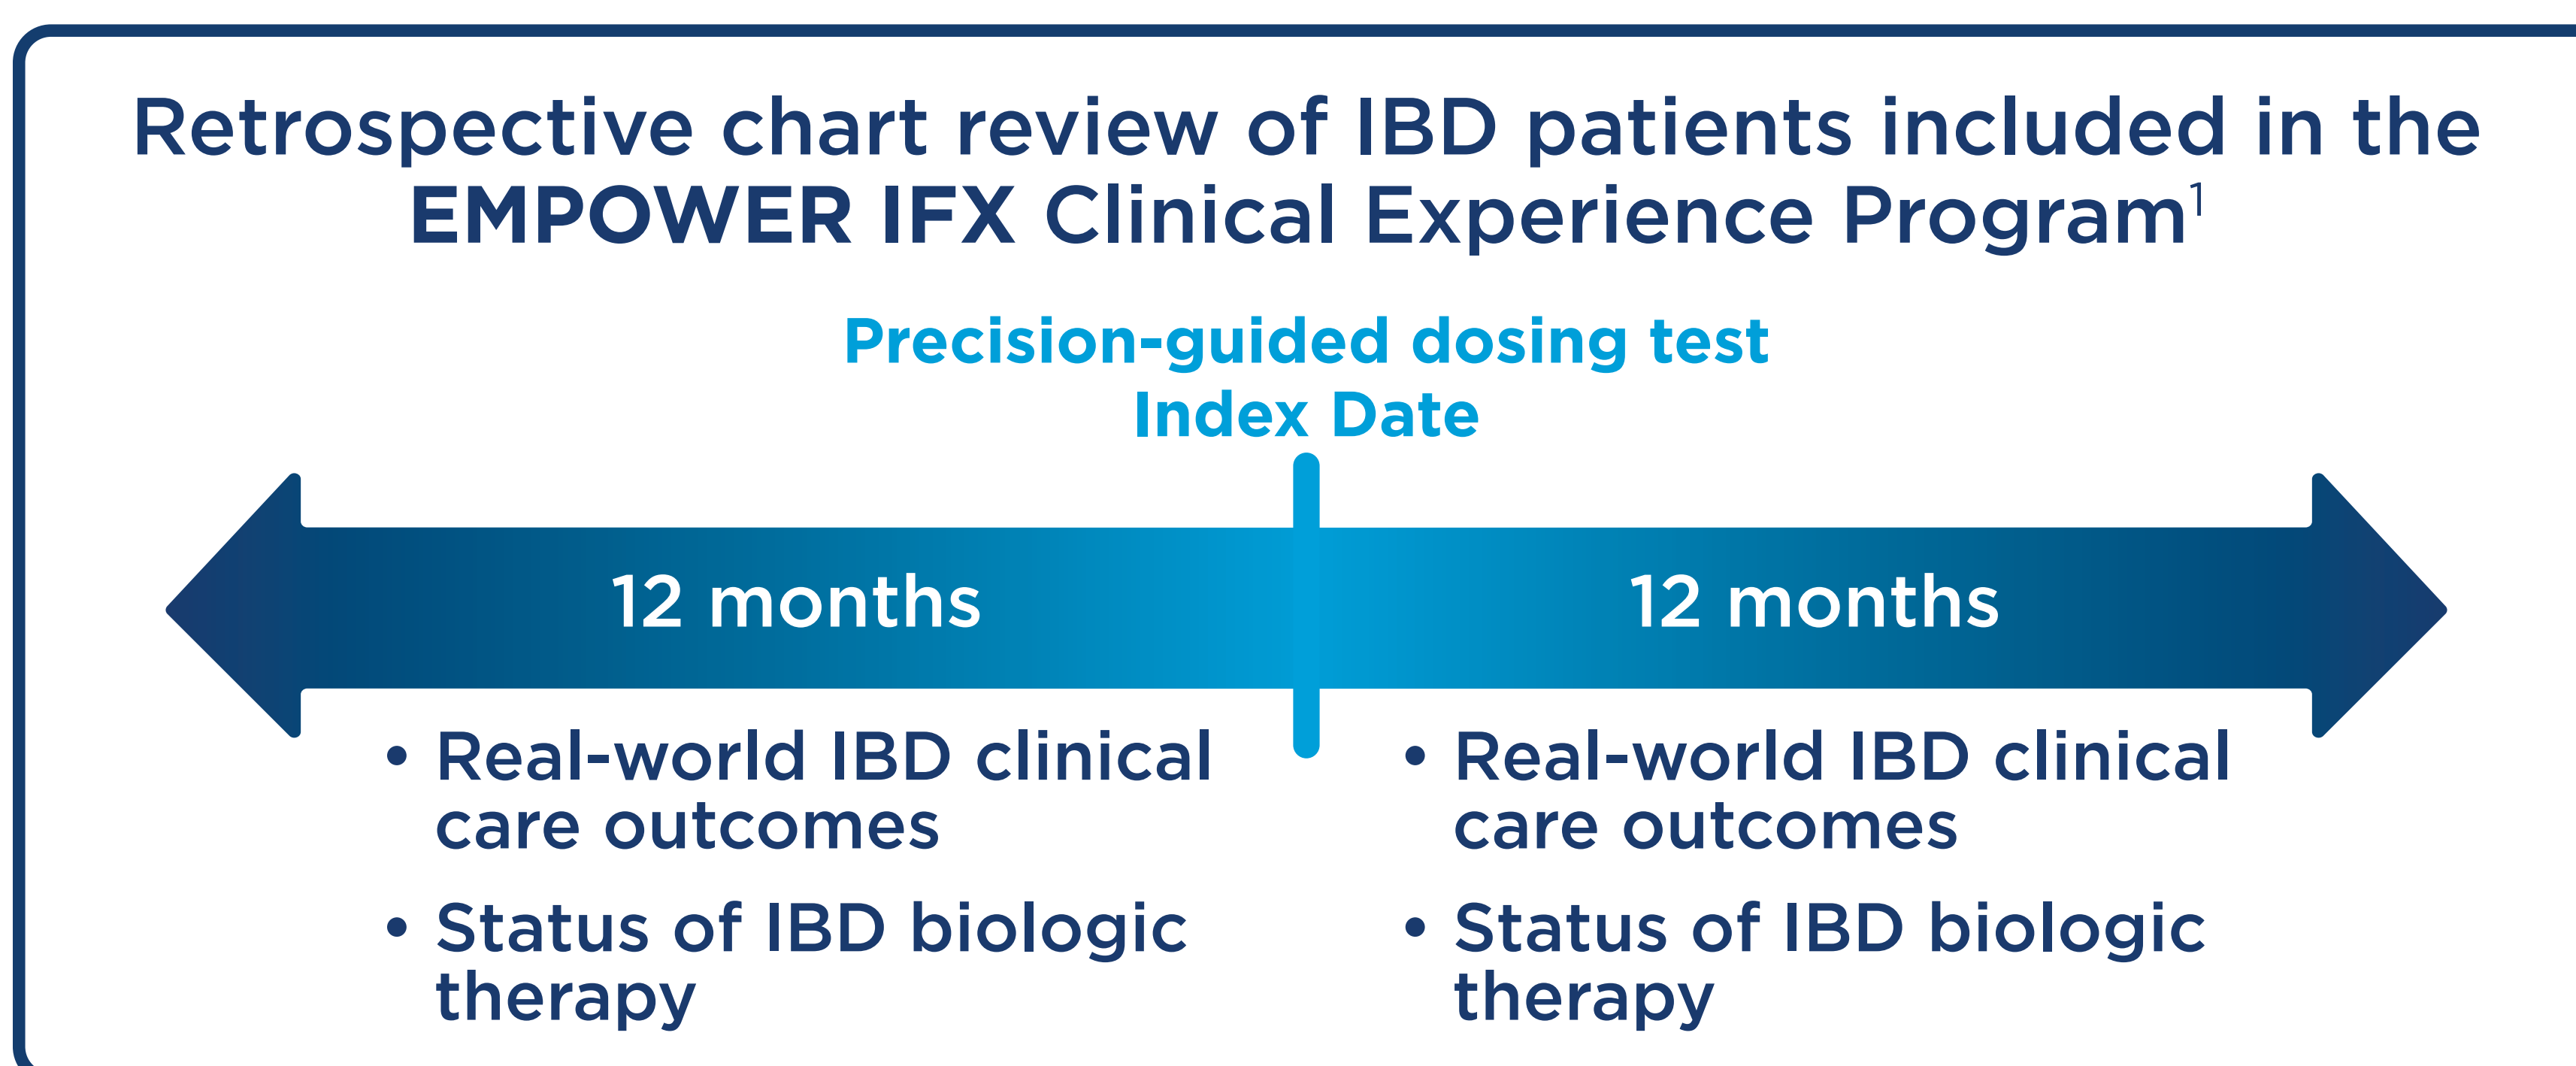 Retrospective chart review of IBD patients included in the
EMPOWER IFX Clinical Experience Program¹
Precision-guided dosing test
Index Date
12 months
12 months
• Real-world IBD clinical
care outcomes
• Status of IBD biologic
therapy
• Real-world IBD clinical
care outcomes
• Status of IBD biologic
therapy